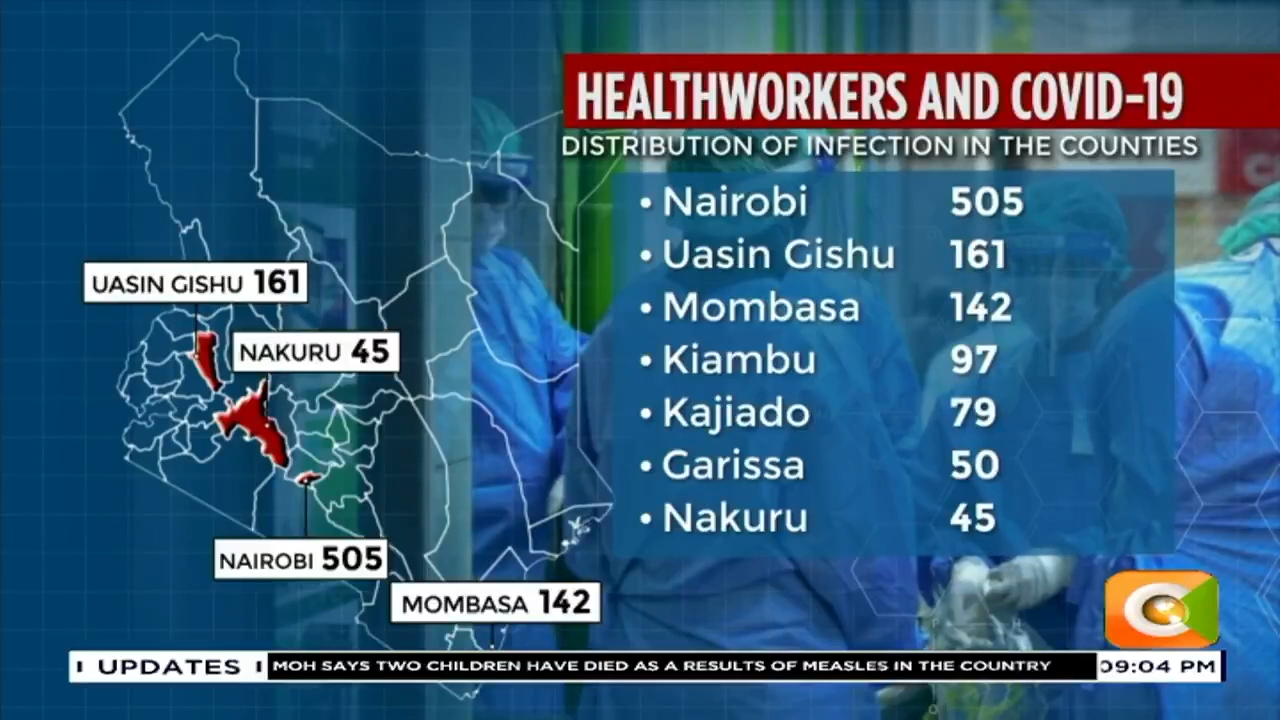 HEALTHWORKERS AND COVID-19
DISTRIBUTION OF INFECTION IN THE COUNTIES
• Nairobi 505
• Uasin Gishu 161
• Mombasa 142
• Kiambu 97
• Kajiado 79
• Garissa 50
• Nakuru 45
UASIN GISHU 161
NAKURU 45
NAIROBI 505
MOMBASA 142
UPDATES
MOH SAYS TWO CHILDREN HAVE DIED AS A RESULTS OF MEASLES IN THE COUNTRY
09:04 PM